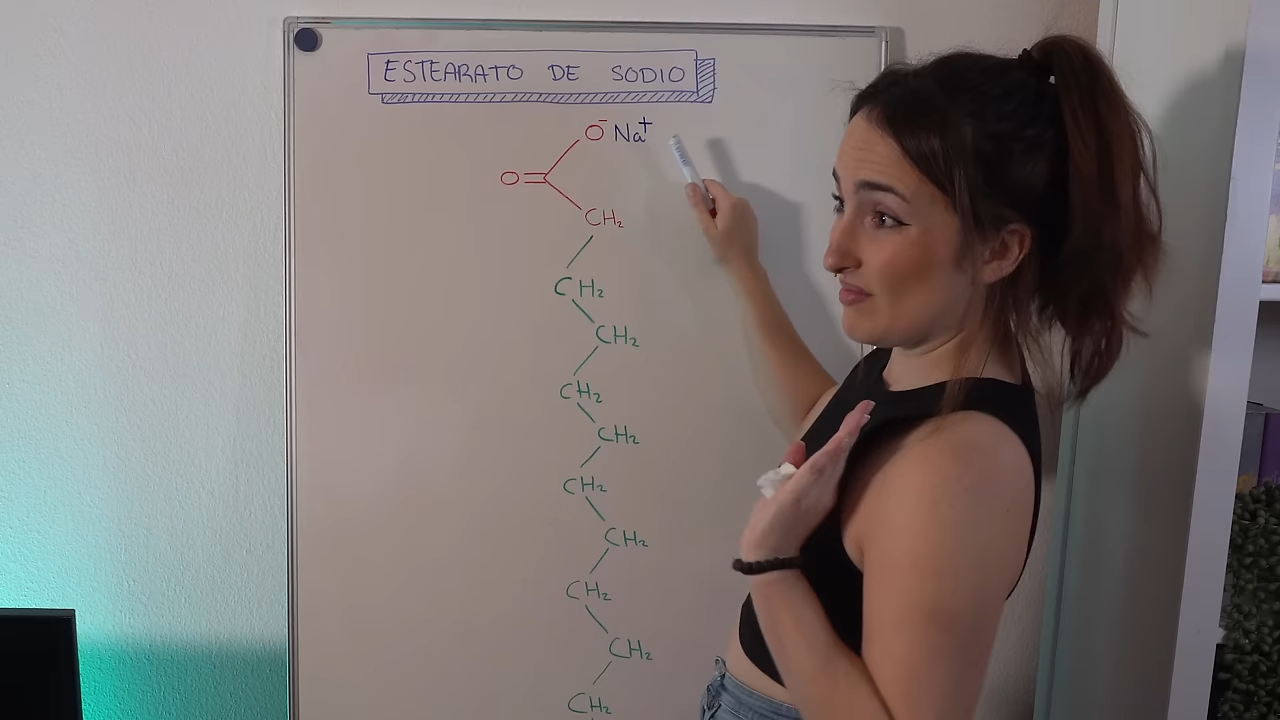 ESTEARATO DE SODIO
O⁻ Na⁺
O
CH₂
CH₂
CH₂
CH₂
CH₂
CH₂
CH₂
CH₂
CH₂
CH₂